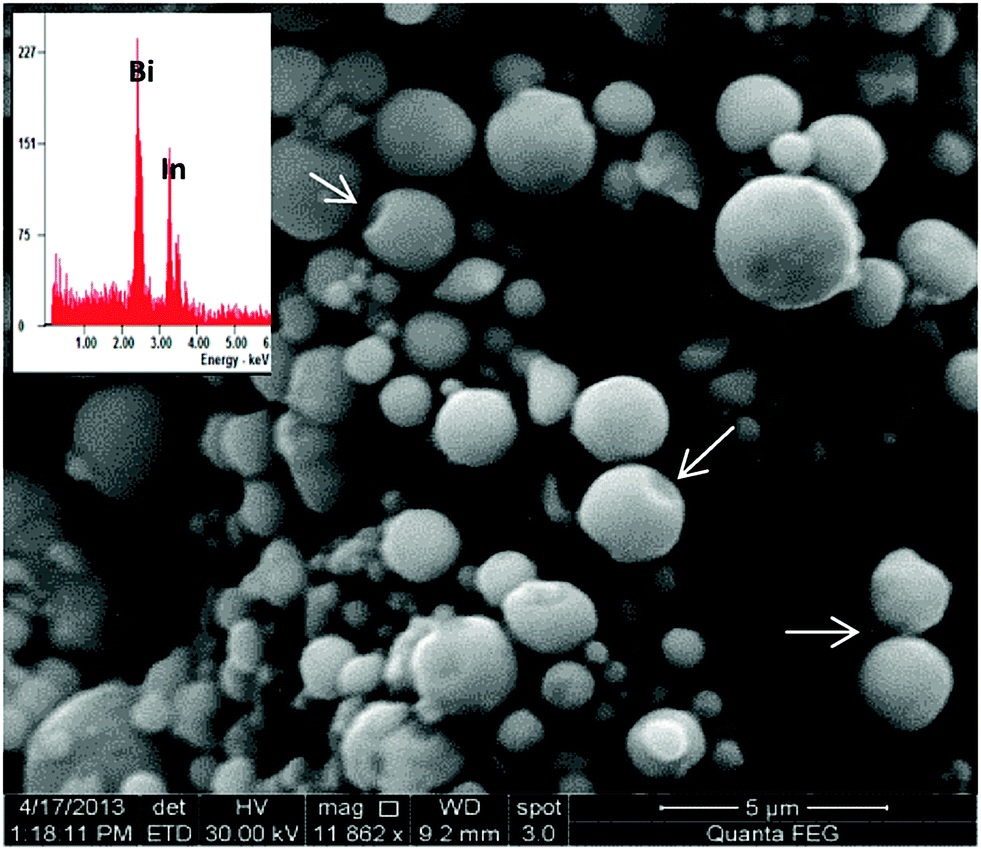 227
Bi
151
In
75
0
1.00 2.00 3.00 4.00 5.00 6.
Energy - keV
4/17/2013 det HV mag WD spot 5 µm
1:18:11 PM ETD 30.00 kV 11 862 x 9.2 mm 3.0 Quanta FEG